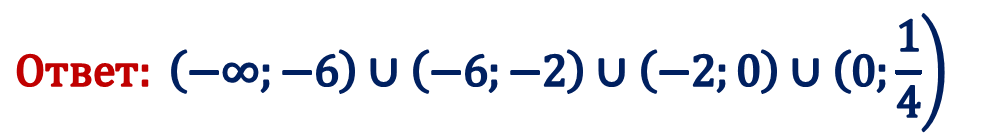 Ответ: (−∞; −6) ∪ (−6; −2) ∪ (−2; 0) ∪ (0; 1/4)